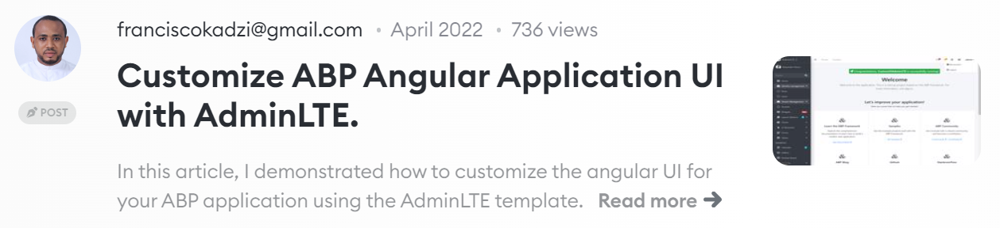 franciscokadzi@gmail.com • April 2022 • 736 views
Customize ABP Angular Application UI
with AdminLTE.
POST
In this article, I demonstrated how to customize the angular UI for
your ABP application using the AdminLTE template. Read more →
Welcome
Let's improve your application!